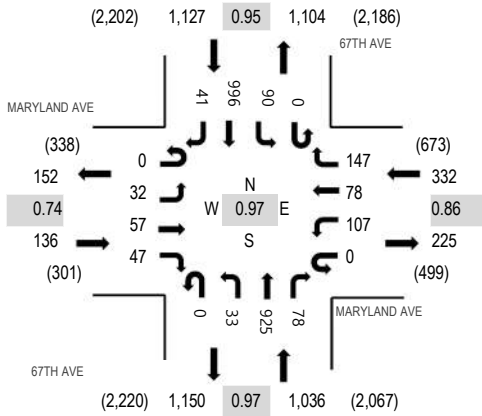 (2,202) 1,127 0.95 1,104 (2,186)
67TH AVE
MARYLAND AVE
41 996 90 0
(338) (673)
0 147
152 332
32 78
N
0.74 W 0.97 E 0.86
57 107
S
136 225
47 0
(301) (499)
0 33 925 78
MARYLAND AVE
67TH AVE
(2,220) 1,150 0.97 1,036 (2,067)